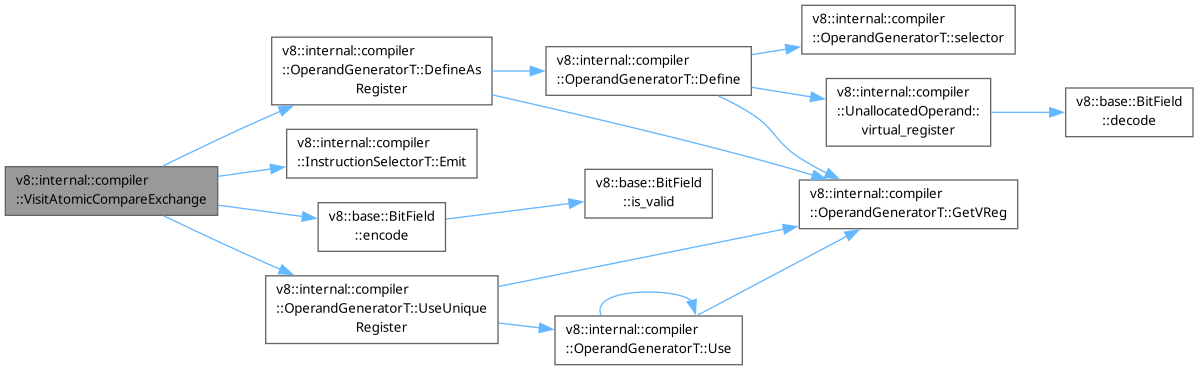 v8::internal::compiler
::VisitAtomicCompareExchange
v8::internal::compiler
::OperandGeneratorT::DefineAs
Register
v8::internal::compiler
::InstructionSelectorT::Emit
v8::base::BitField
::encode
v8::internal::compiler
::OperandGeneratorT::UseUnique
Register
v8::internal::compiler
::OperandGeneratorT::Define
v8::base::BitField
::is_valid
v8::internal::compiler
::OperandGeneratorT::Use
v8::internal::compiler
::OperandGeneratorT::selector
v8::internal::compiler
::UnallocatedOperand::
virtual_register
v8::internal::compiler
::OperandGeneratorT::GetVReg
v8::base::BitField
::decode